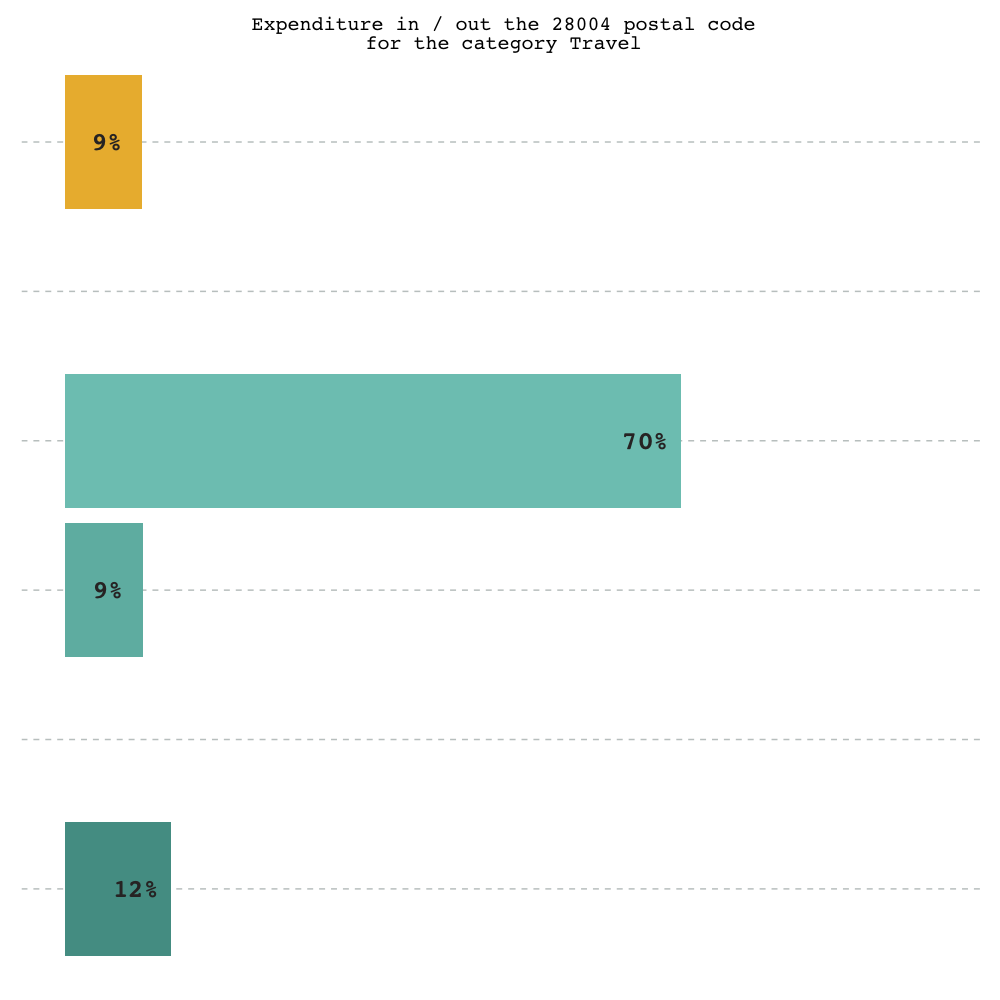 Expenditure in / out the 28004 postal code
for the category Travel
9%
70%
9%
12%